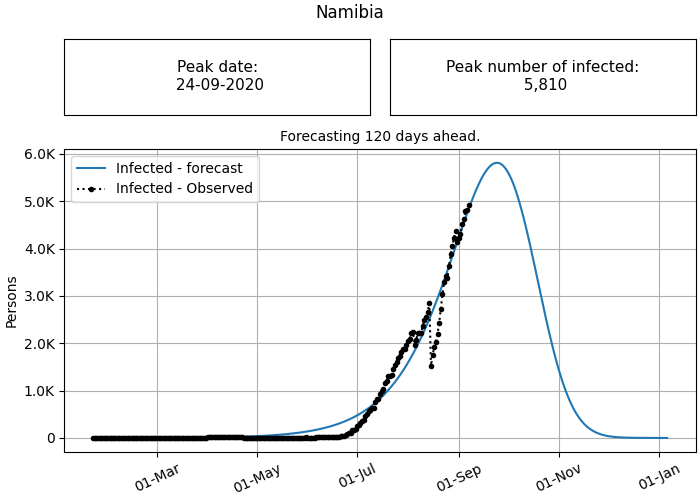 Namibia
Peak date:
24-09-2020
Peak number of infected:
5,810
Forecasting 120 days ahead.
Infected - forecast
Infected - Observed
6.0K
5.0K
4.0K
3.0K
2.0K
1.0K
0
Persons
01-Mar
01-May
01-Jul
01-Sep
01-Nov
01-Jan